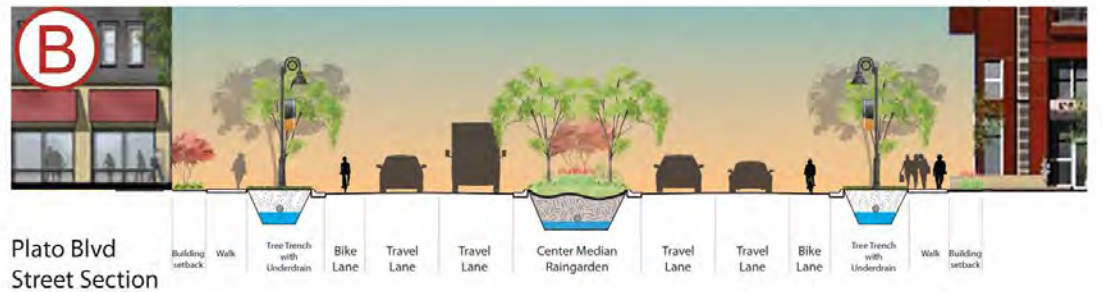 B
Plato Blvd
Street Section
Building
setback
Walk
Tree Trench
with
Underdrain
Bike
Lane
Travel
Lane
Travel
Lane
Center Median
Raingarden
Travel
Lane
Travel
Lane
Bike
Lane
Tree Trench
with
Underdrain
Walk
Building
setback